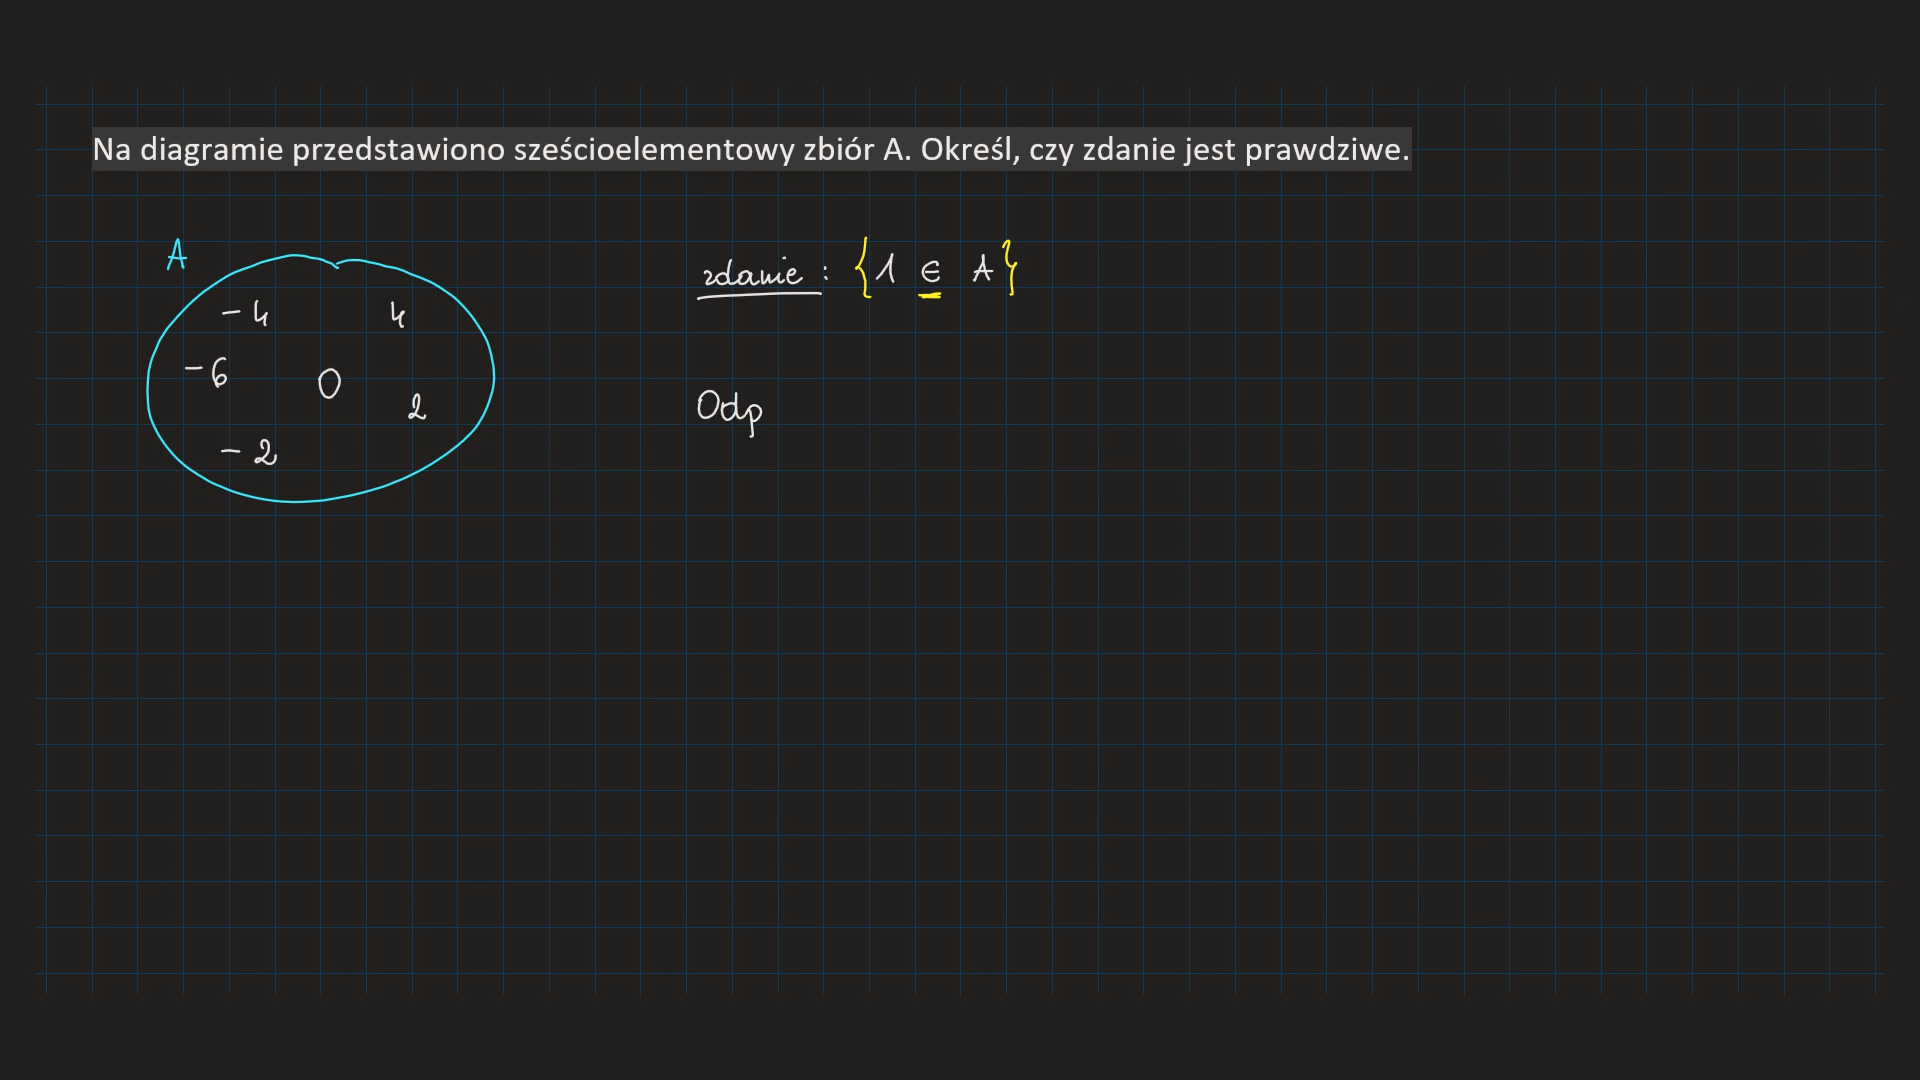 Na diagramie przedstawiono sześcioelementowy zbiór A. Określ, czy zdanie jest prawdziwe.
A
zdanie : {1 ∈ A}
-4 4
-6 0
2
-2
Odp